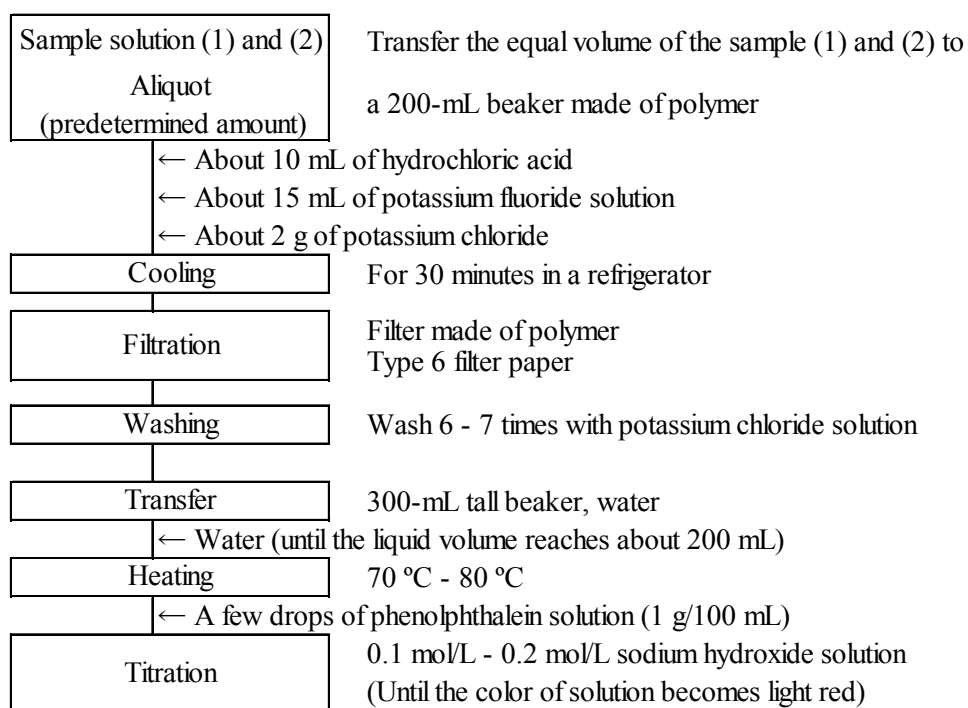 Sample solution (1) and (2) Transfer the equal volume of the sample (1) and (2) to
Aliquot
(predetermined amount) a 200-mL beaker made of polymer
← About 10 mL of hydrochloric acid
← About 15 mL of potassium fluoride solution
← About 2 g of potassium chloride
Cooling For 30 minutes in a refrigerator
Filtration Filter made of polymer
Type 6 filter paper
Washing Wash 6 - 7 times with potassium chloride solution
Transfer 300-mL tall beaker, water
← Water (until the liquid volume reaches about 200 mL)
Heating 70 ºC - 80 ºC
← A few drops of phenolphthalein solution (1 g/100 mL)
Titration 0.1 mol/L - 0.2 mol/L sodium hydroxide solution
(Until the color of solution becomes light red)